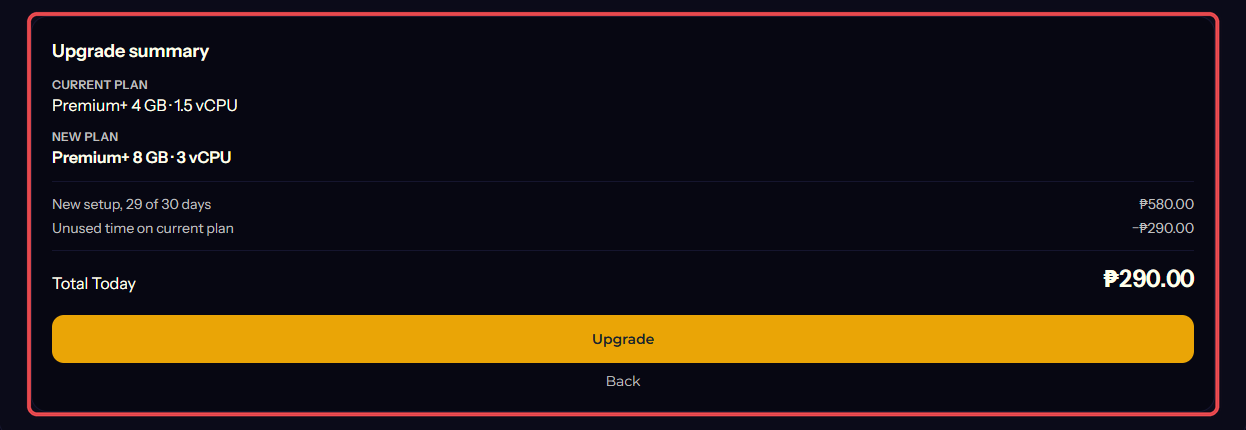 Upgrade summary
CURRENT PLAN
Premium+ 4 GB · 1.5 vCPU
NEW PLAN
Premium+ 8 GB · 3 vCPU
New setup, 29 of 30 days ₱580.00
Unused time on current plan −₱290.00
Total Today ₱290.00
Upgrade
Back